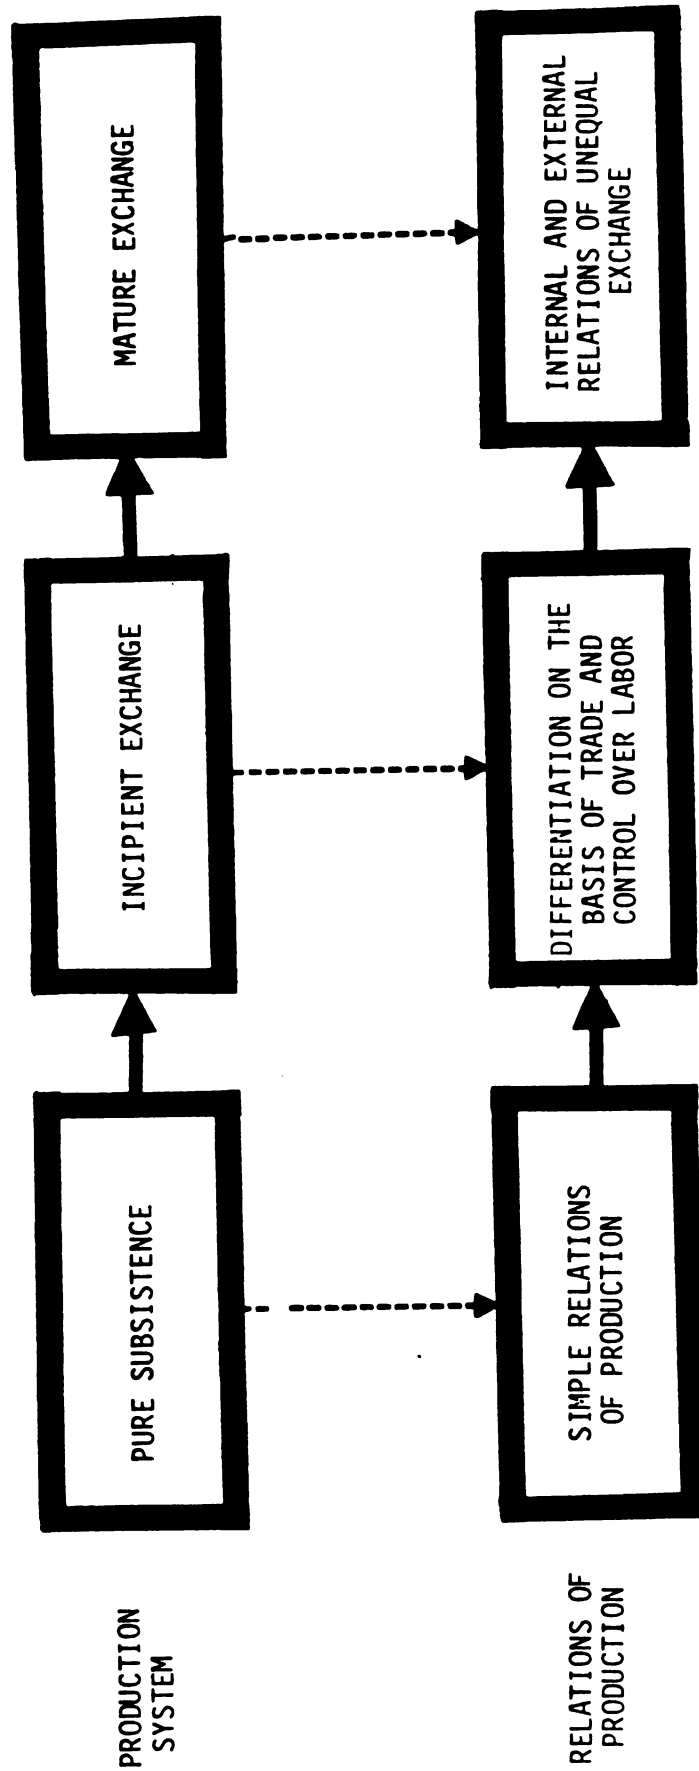 PRODUCTION
SYSTEM
PURE SUBSISTENCE
INCIPIENT EXCHANGE
MATURE EXCHANGE
RELATIONS OF
PRODUCTION
SIMPLE RELATIONS
OF PRODUCTION
DIFFERENTIATION ON THE
BASIS OF TRADE AND
CONTROL OVER LABOR
INTERNAL AND EXTERNAL
RELATIONS OF UNEQUAL
EXCHANGE